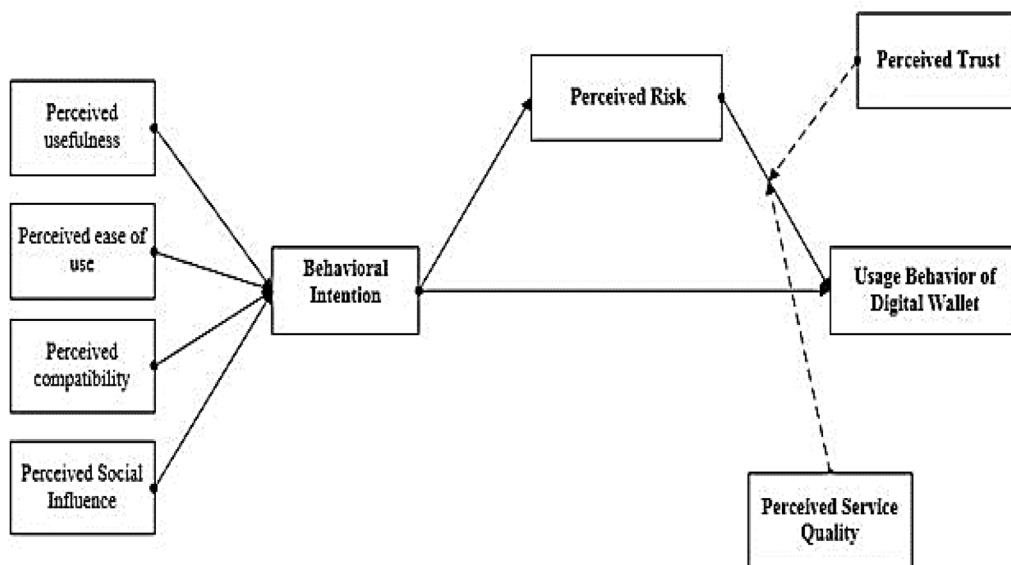 Perceived
usefulness
Perceived ease of
use
Perceived
compatibility
Perceived Social
Influence
Behavioral
Intention
Perceived Risk
Perceived Trust
Usage Behavior of
Digital Wallet
Perceived Service
Quality